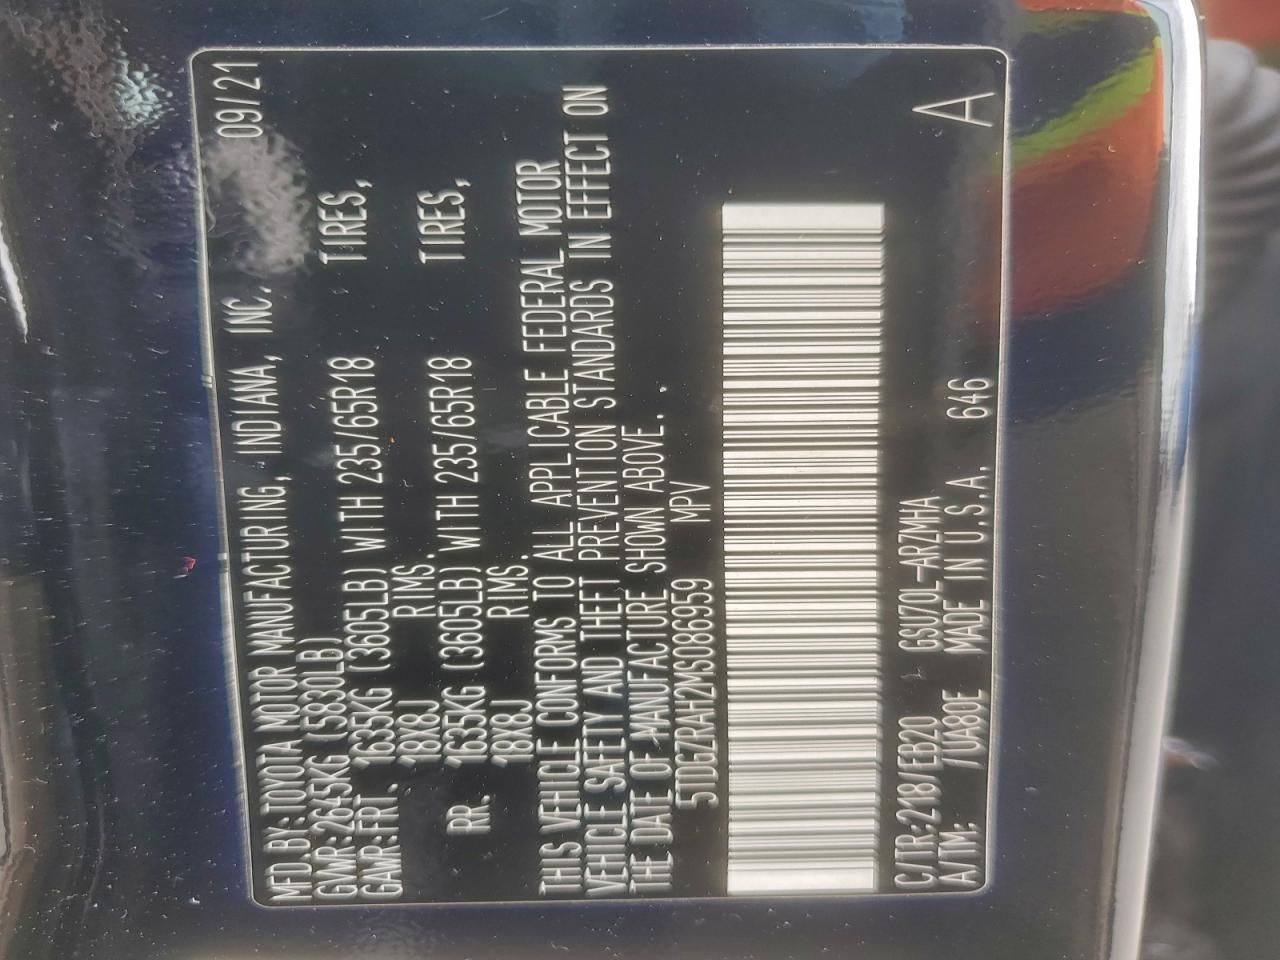 MFD.BY:TOYOTA MOTOR MANUFACTURING, INDIANA, INC. 09/21
GVWR:2645KG (5830LB)
GAWR:FRT. 1635KG (3605LB) WITH 235/65R18 TIRES,
18X8J RIMS.
RR. 1635KG (3605LB) WITH 235/65R18 TIRES,
18X8J RIMS.
THIS VEHICLE CONFORMS TO ALL APPLICABLE FEDERAL MOTOR
VEHICLE SAFETY AND THEFT PREVENTION STANDARDS IN EFFECT ON
THE DATE OF MANUFACTURE SHOWN ABOVE.
5TDGZRAH2MS086959 MPV
C/TR:218/EB20 GSU70L-ARZMHA A
A/TM: /UA80E MADE IN U.S.A. 646